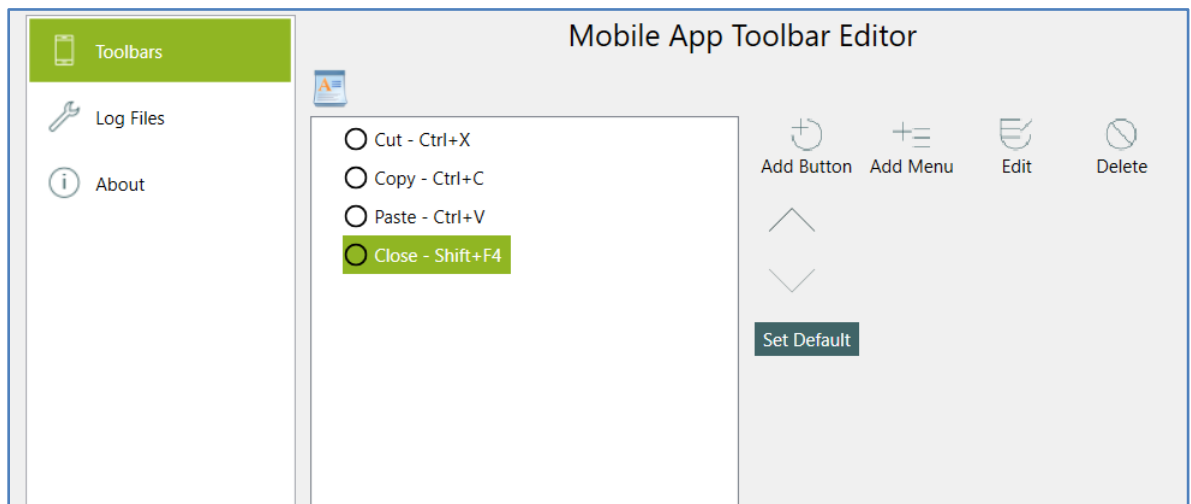 Mobile App Toolbar Editor
Toolbars
Log Files
About
A
Cut - Ctrl+X
Copy - Ctrl+C
Paste - Ctrl+V
Close - Shift+F4
Add Button Add Menu Edit Delete
Set Default